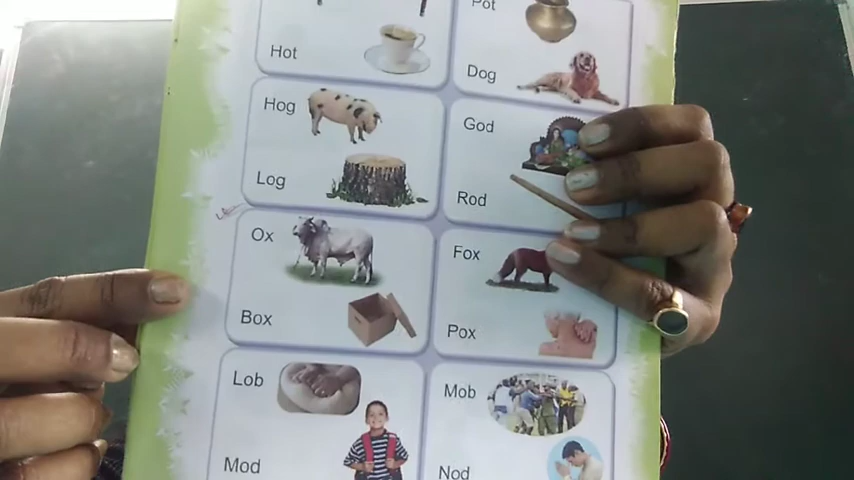 Hot
Pot
Dog
Hog
Log
God
Rod
Ox
Box
Fox
Pox
Lob
Mod
Mob
Nod